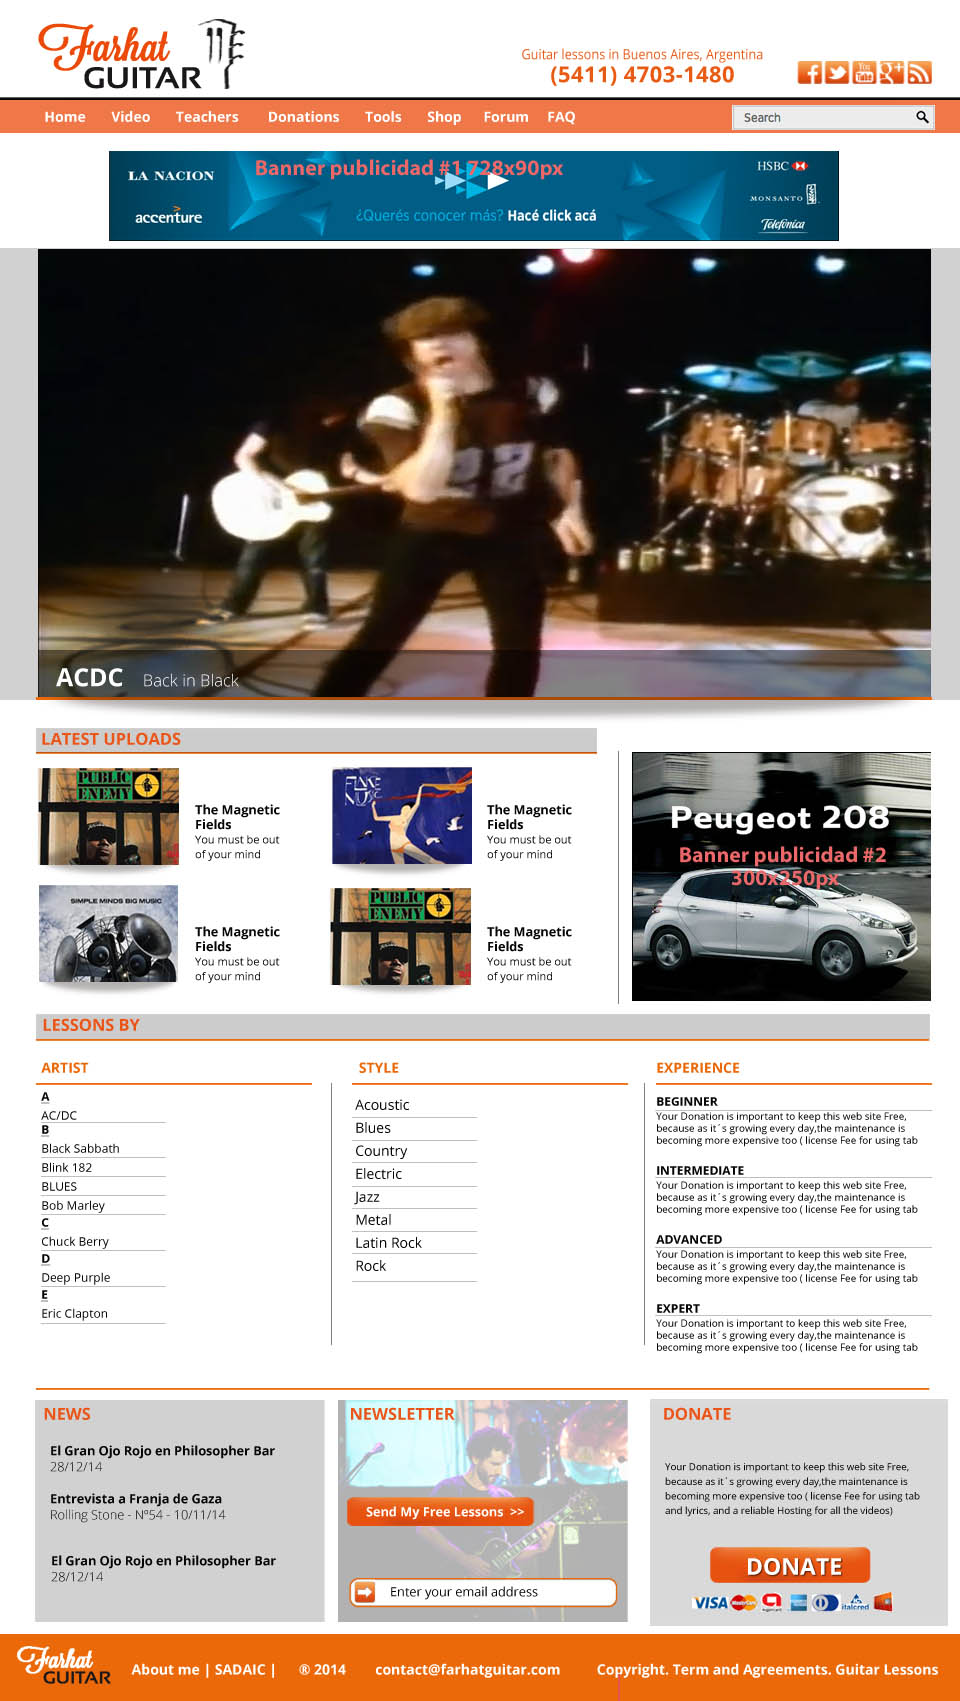 Farhat
GUITAR
Guitar lessons in Buenos Aires, Argentina
(5411) 4703-1480
You
Tube
Home Video Teachers Donations Tools Shop Forum FAQ Search
Banner publicidad #1 728x90px
LA NACION
accenture
¿Querés conocer más? Hacé click acá
HSBC
MONSANTO
Telefónica
ACDC Back in Black
LATEST UPLOADS
PUBLIC
ENEMY
The Magnetic
Fields
You must be out
of your mind
The Magnetic
Fields
You must be out
of your mind
SIMPLE MINDS BIG MUSIC
The Magnetic
Fields
You must be out
of your mind
PUBLIC
ENEMY
The Magnetic
Fields
You must be out
of your mind
Peugeot 208
Banner publicidad #2
300x250px
LESSONS BY
ARTIST
A
AC/DC
B
Black Sabbath
Blink 182
BLUES
Bob Marley
C
Chuck Berry
D
Deep Purple
E
Eric Clapton
STYLE
Acoustic
Blues
Country
Electric
Jazz
Metal
Latin Rock
Rock
EXPERIENCE
BEGINNER
Your Donation is important to keep this web site Free,
because as it´s growing every day,the maintenance is
becoming more expensive too ( license Fee for using tab
INTERMEDIATE
Your Donation is important to keep this web site Free,
because as it´s growing every day,the maintenance is
becoming more expensive too ( license Fee for using tab
ADVANCED
Your Donation is important to keep this web site Free,
because as it´s growing every day,the maintenance is
becoming more expensive too ( license Fee for using tab
EXPERT
Your Donation is important to keep this web site Free,
because as it´s growing every day,the maintenance is
becoming more expensive too ( license Fee for using tab
NEWS
El Gran Ojo Rojo en Philosopher Bar
28/12/14
Entrevista a Franja de Gaza
Rolling Stone - Nº54 - 10/11/14
El Gran Ojo Rojo en Philosopher Bar
28/12/14
NEWSLETTER
Send My Free Lessons >>
Enter your email address
DONATE
Your Donation is important to keep this web site Free,
because as it´s growing every day,the maintenance is
becoming more expensive too ( license Fee for using tab
and lyrics, and a reliable Hosting for all the videos)
DONATE
VISA MasterCard italcred
Farhat
GUITAR
About me | SADAIC | ® 2014 contact@farhatguitar.com Copyright. Term and Agreements. Guitar Lessons